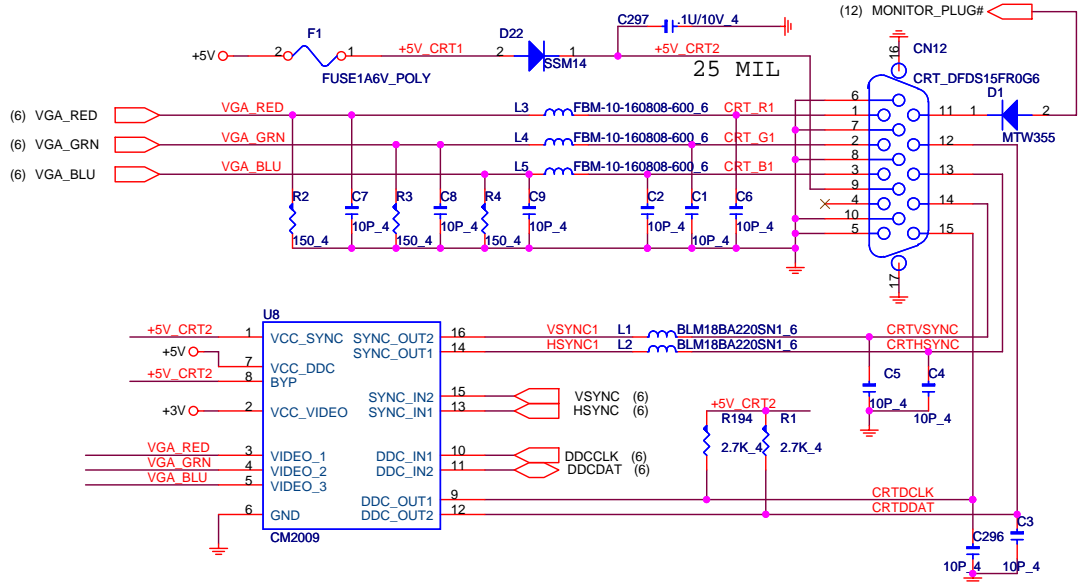 (12) MONITOR_PLUG#
C297 .1U/10V_4
F1
D22
CN12
16
+5V 2 1 +5V_CRT1 2 1 +5V_CRT2
SSM14
FUSE1A6V_POLY
25 MIL
CRT_DFDS15FR0G6
D1
(6) VGA_RED VGA_RED L3 FBM-10-160808-600_6 CRT_R1 6 1 11 1 2
MTW355
(6) VGA_GRN VGA_GRN L4 FBM-10-160808-600_6 CRT_G1 7 2 12
(6) VGA_BLU VGA_BLU L5 FBM-10-160808-600_6 CRT_B1 8 3 13
9
4 14
10
5 15
R2 C7 R3 C8 R4 C9 C2 C1 C6
10P_4 10P_4 10P_4 10P_4 10P_4 10P_4
150_4 150_4 150_4
17
U8
+5V_CRT2 1 VCC_SYNC SYNC_OUT2 16 VSYNC1 L1 BLM18BA220SN1_6 CRTVSYNC
SYNC_OUT1 14 HSYNC1 L2 BLM18BA220SN1_6 CRTHSYNC
+5V 7 VCC_DDC
+5V_CRT2 8 BYP
C5 C4
10P_4 10P_4
SYNC_IN2 15 VSYNC (6)
+3V 2 VCC_VIDEO SYNC_IN1 13 HSYNC (6)
+5V_CRT2
R194 R1
2.7K_4 2.7K_4
VGA_RED 3 VIDEO_1 DDC_IN1 10 DDCCLK (6)
VGA_GRN 4 VIDEO_2 DDC_IN2 11 DDCDAT (6)
VGA_BLU 5 VIDEO_3
DDC_OUT1 9 CRTDCLK
6 GND DDC_OUT2 12 CRTDDAT
CM2009
C296 C3
10P_4 10P_4